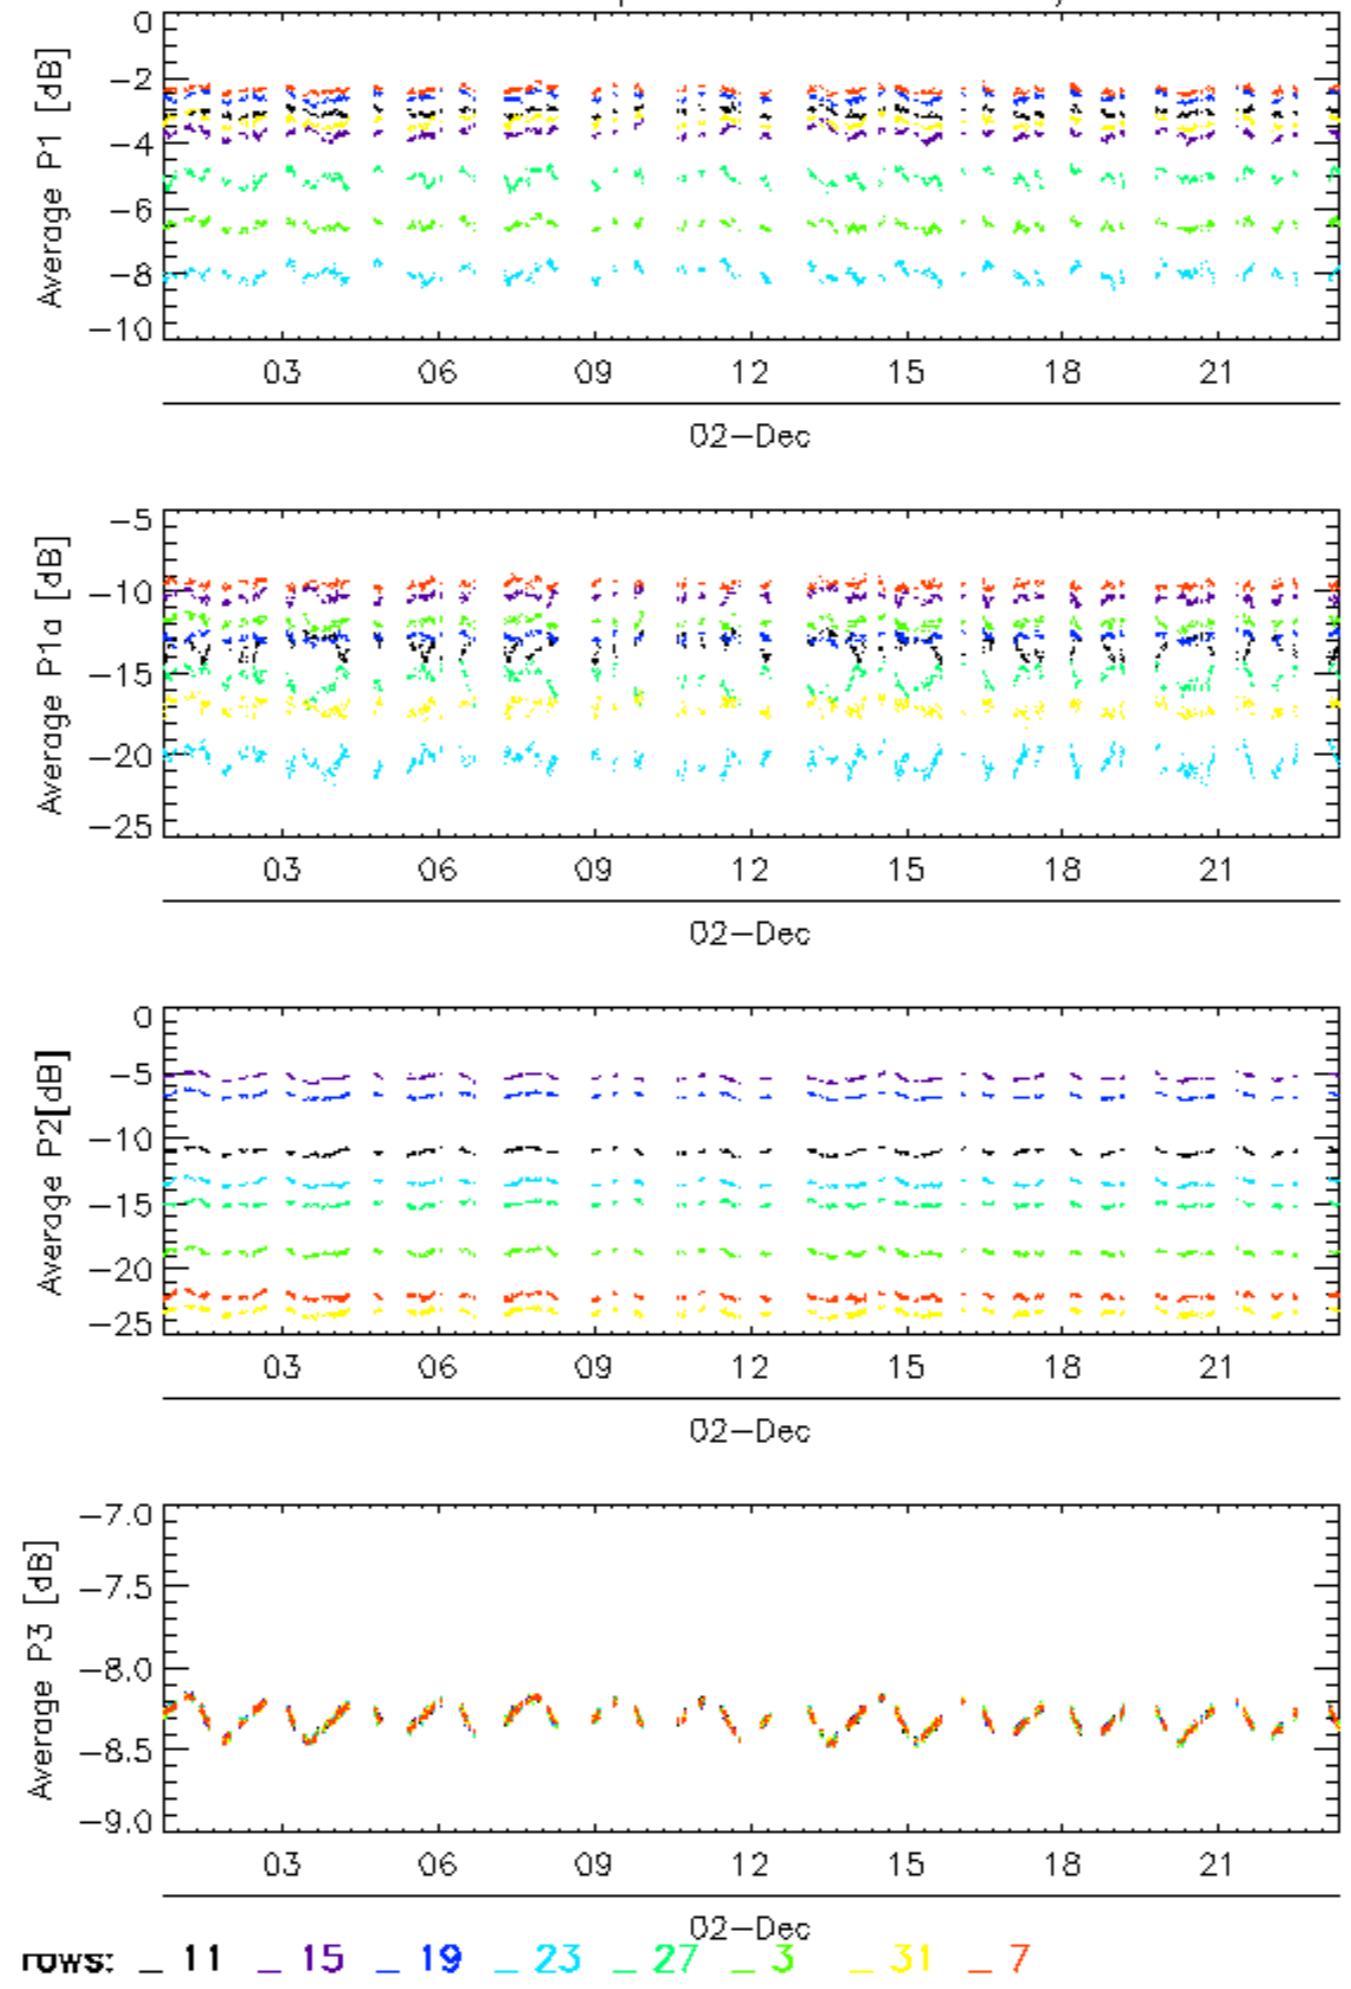 0
−2
−4
−6
−8
−10
Average P1 [dB]
03 06 09 12 15 18 21
02−Dec
−5
−10
−15
−20
−25
Average P1a [dB]
03 06 09 12 15 18 21
02−Dec
0
−5
−10
−15
−20
−25
Average P2[dB]
03 06 09 12 15 18 21
02−Dec
−7.0
−7.5
−8.0
−8.5
−9.0
Average P3 [dB]
03 06 09 12 15 18 21
02−Dec
rows: _ 11 _ 15 _ 19 _ 23 _ 27 _ 3 _ 31 _ 7